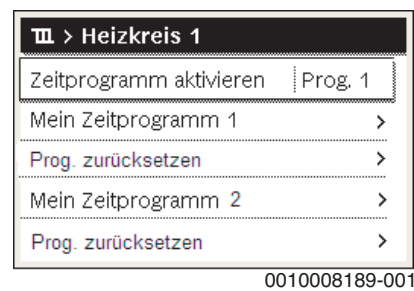 > Heizkreis 1
Zeitprogramm aktivieren Prog. 1
Mein Zeitprogramm 1 >
Prog. zurücksetzen >
Mein Zeitprogramm 2 >
Prog. zurücksetzen >
0010008189-001